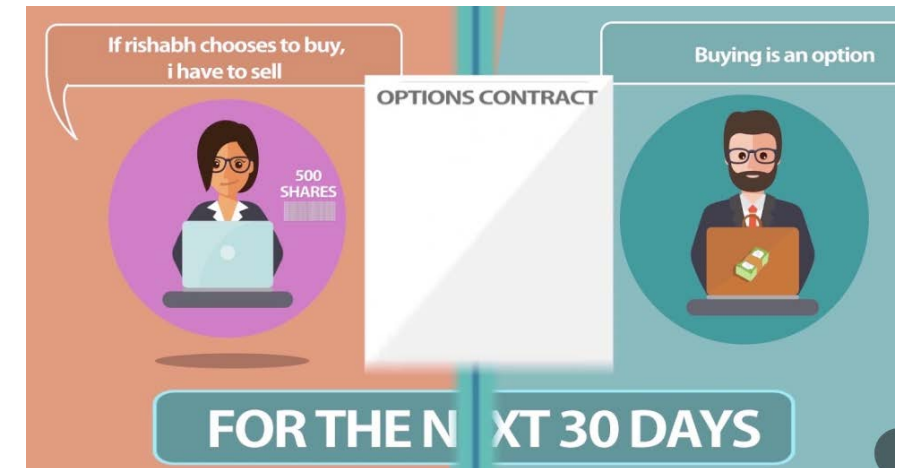 If rishabh chooses to buy,
i have to sell
Buying is an option
OPTIONS CONTRACT
500
SHARES
FOR THE N XT 30 DAYS